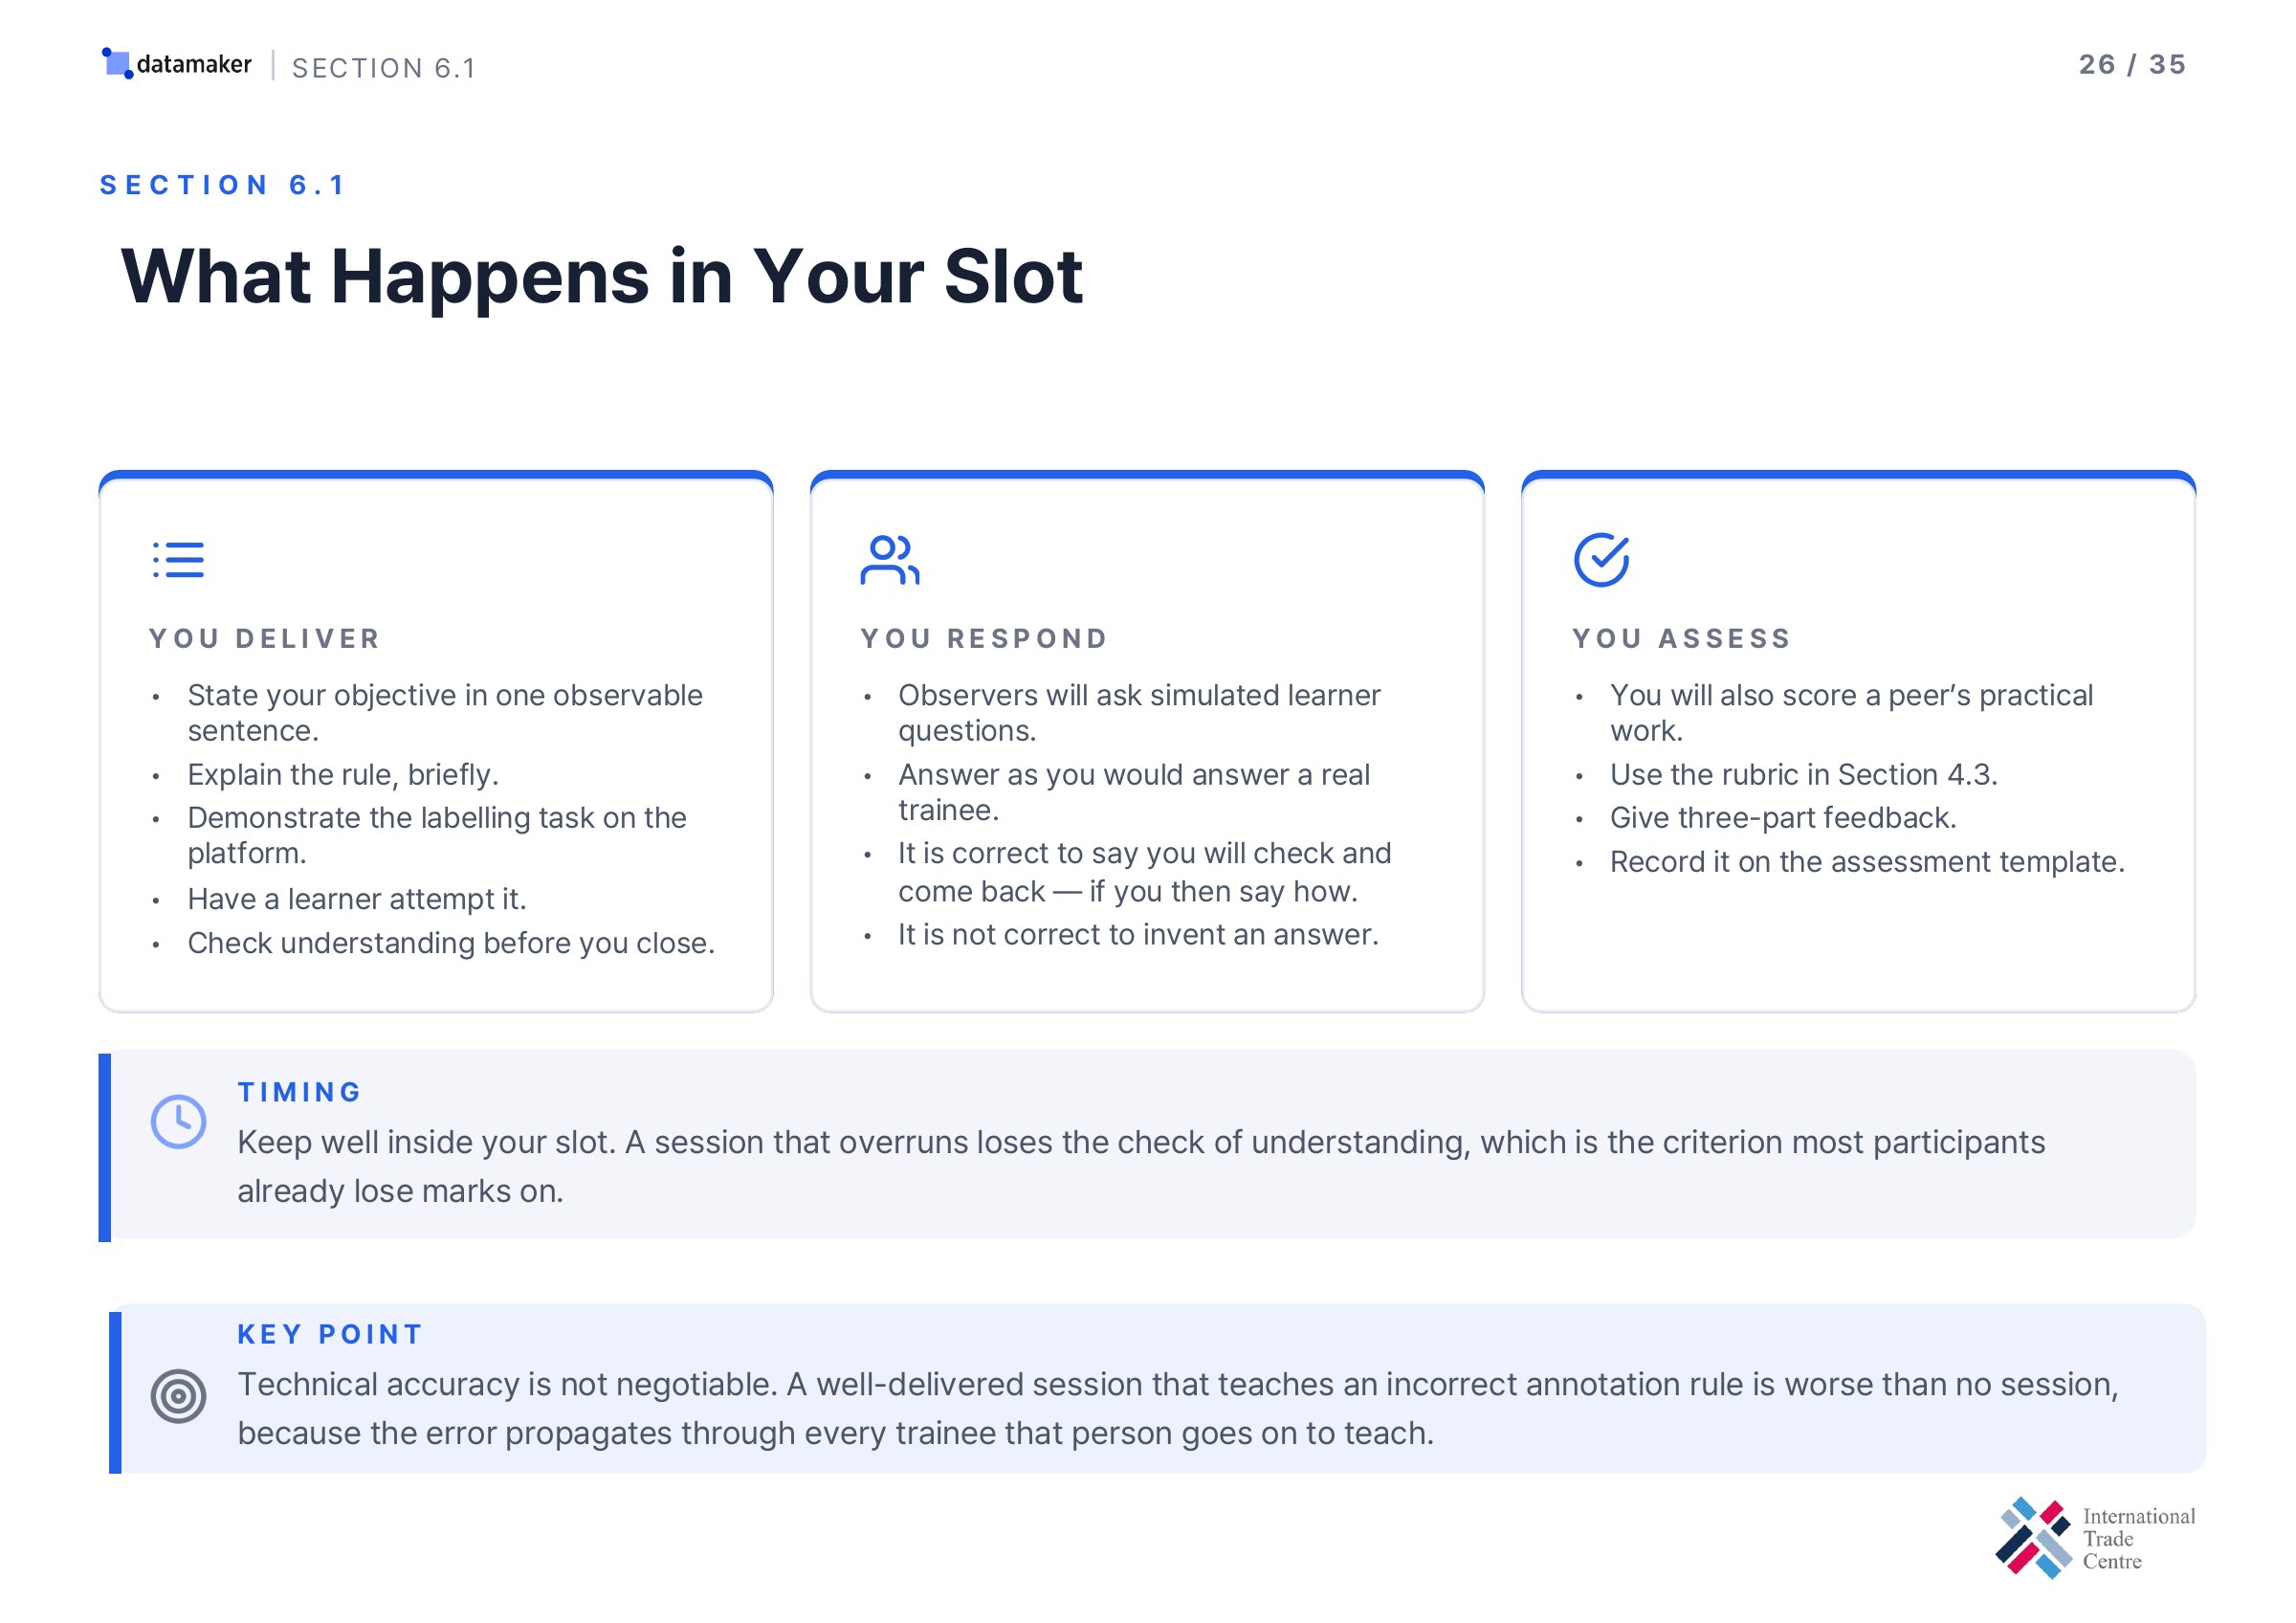 datamaker | SECTION 6.1
26 / 35
SECTION 6.1
What Happens in Your Slot
YOU DELIVER
• State your objective in one observable
sentence.
• Explain the rule, briefly.
• Demonstrate the labelling task on the
platform.
• Have a learner attempt it.
• Check understanding before you close.
YOU RESPOND
• Observers will ask simulated learner
questions.
• Answer as you would answer a real
trainee.
• It is correct to say you will check and
come back — if you then say how.
• It is not correct to invent an answer.
YOU ASSESS
• You will also score a peer’s practical
work.
• Use the rubric in Section 4.3.
• Give three-part feedback.
• Record it on the assessment template.
TIMING
Keep well inside your slot. A session that overruns loses the check of understanding, which is the criterion most participants
already lose marks on.
KEY POINT
Technical accuracy is not negotiable. A well-delivered session that teaches an incorrect annotation rule is worse than no session,
because the error propagates through every trainee that person goes on to teach.
International
Trade
Centre